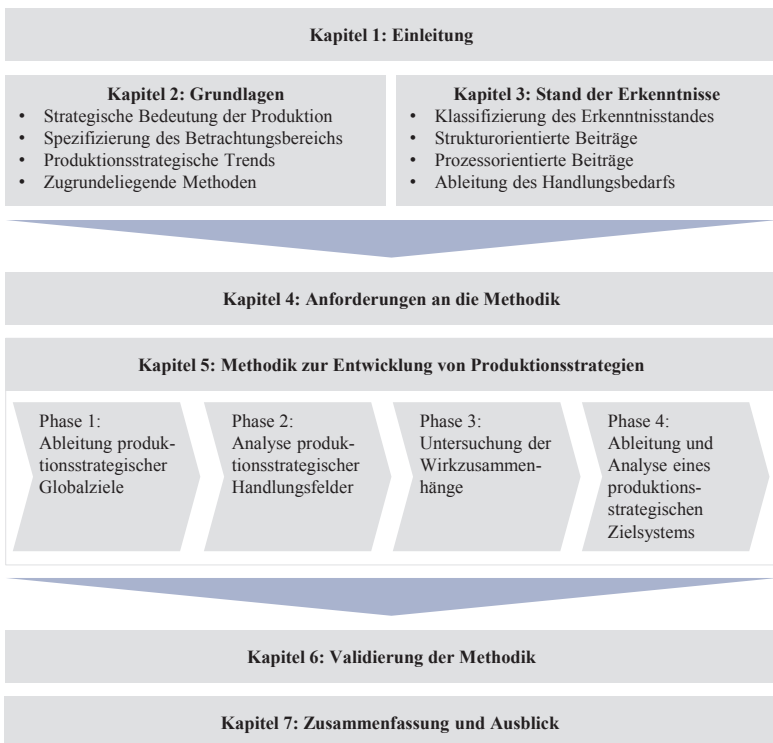 Kapitel 1: Einleitung
Kapitel 2: Grundlagen
• Strategische Bedeutung der Produktion
• Spezifizierung des Betrachtungsbereichs
• Produktionsstrategische Trends
• Zugrundeliegende Methoden
Kapitel 3: Stand der Erkenntnisse
• Klassifizierung des Erkenntnisstandes
• Strukturorientierte Beiträge
• Prozessorientierte Beiträge
• Ableitung des Handlungsbedarfs
Kapitel 4: Anforderungen an die Methodik
Kapitel 5: Methodik zur Entwicklung von Produktionsstrategien
Phase 1:
Ableitung produk-
tionsstrategischer
Globalziele
Phase 2:
Analyse produk-
tionsstrategischer
Handlungsfelder
Phase 3:
Untersuchung der
Wirkzusammen-
hänge
Phase 4:
Ableitung und
Analyse eines
produktions-
strategischen
Zielsystems
Kapitel 6: Validierung der Methodik
Kapitel 7: Zusammenfassung und Ausblick